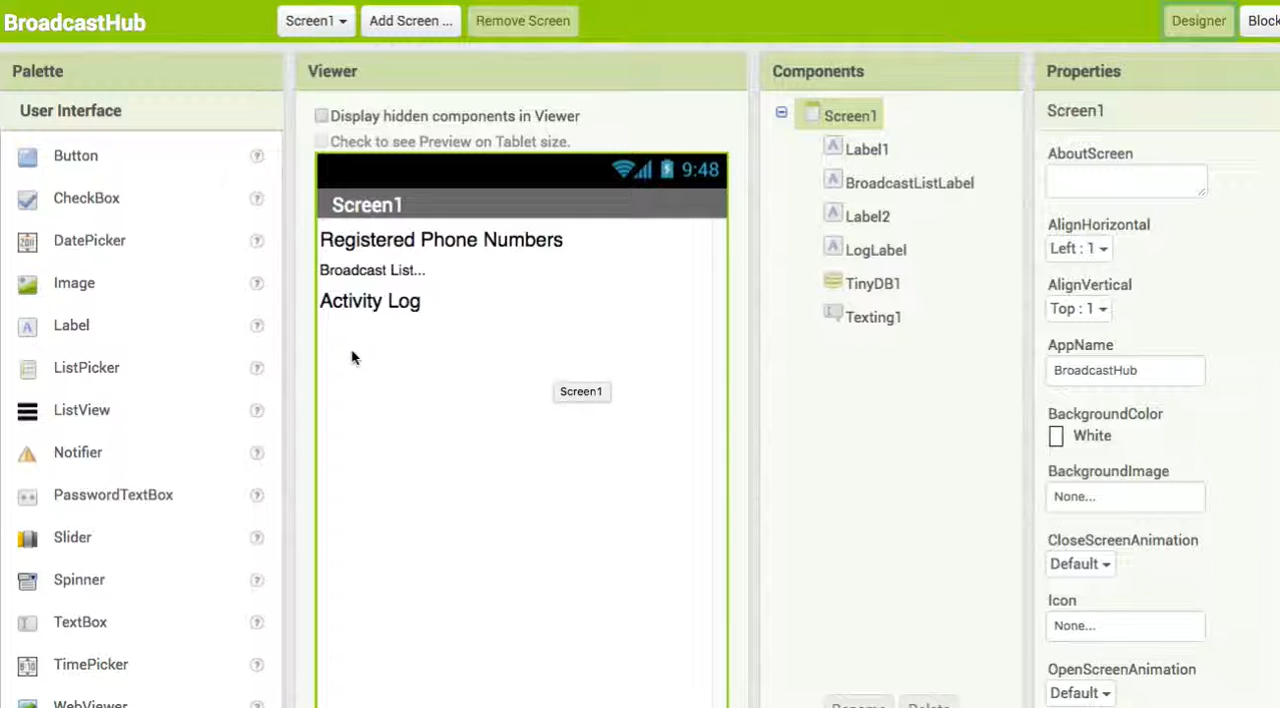 BroadcastHub
Screen1
Add Screen ...
Remove Screen
Designer
Block
Palette
User Interface
Button
CheckBox
DatePicker
Image
Label
ListPicker
ListView
Notifier
PasswordTextBox
Slider
Spinner
TextBox
TimePicker
WebViewer
Viewer
Display hidden components in Viewer
Check to see Preview on Tablet size.
9:48
Screen1
Registered Phone Numbers
Broadcast List...
Activity Log
Screen1
Components
Screen1
Label1
BroadcastListLabel
Label2
LogLabel
TinyDB1
Texting1
Rename
Delete
Properties
Screen1
AboutScreen
AlignHorizontal
Left : 1
AlignVertical
Top : 1
AppName
BroadcastHub
BackgroundColor
White
BackgroundImage
None...
CloseScreenAnimation
Default
Icon
None...
OpenScreenAnimation
Default